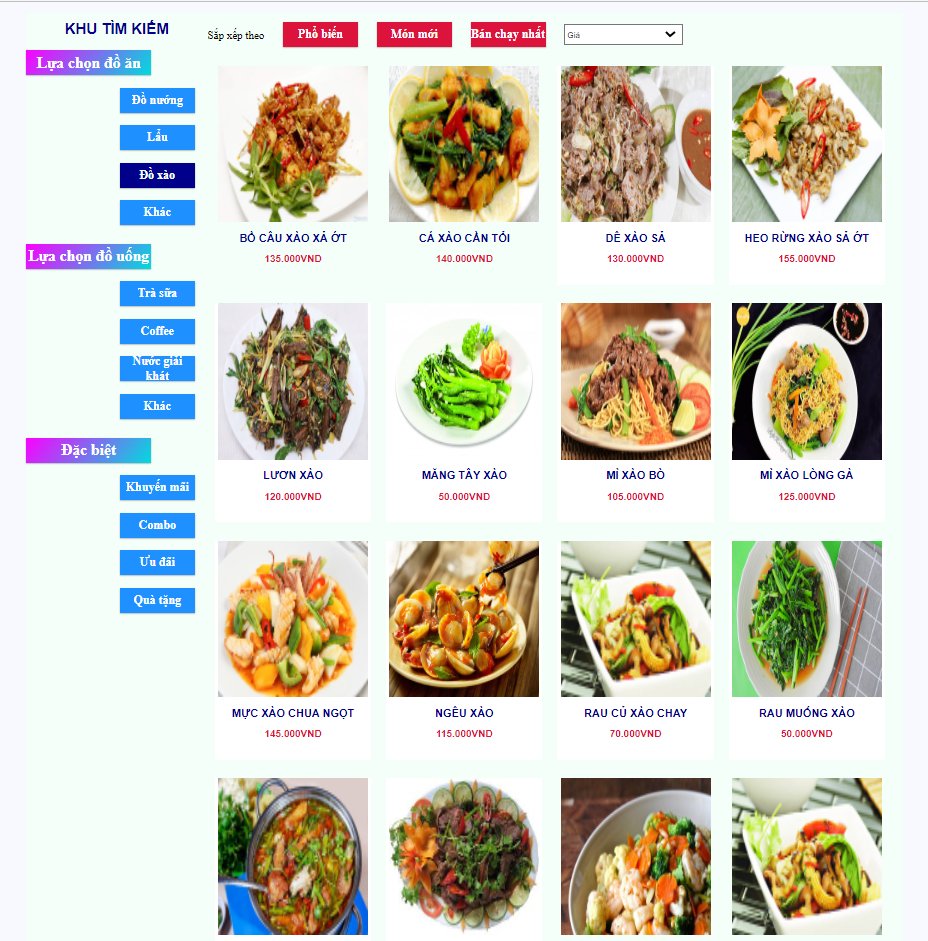 KHU TÌM KIẾM
Sắp xếp theo
Phổ biến
Món mới
Bán chạy nhất
Giá
Lựa chọn đồ ăn
Đồ nướng
Lẩu
Đồ xào
Khác
Lựa chọn đồ uống
Trà sữa
Coffee
Nước giải
khát
Khác
Đặc biệt
Khuyến mãi
Combo
Ưu đãi
Quà tặng
BỒ CÂU XÀO XẢ ỚT
135.000VND
CÁ XÀO CẦN TỎI
140.000VND
DÊ XÀO SẢ
130.000VND
HEO RỪNG XÀO SẢ ỚT
155.000VND
LƯƠN XÀO
120.000VND
MĂNG TÂY XÀO
50.000VND
MÌ XÀO BÒ
105.000VND
MÌ XÀO LÒNG GÀ
125.000VND
MỰC XÀO CHUA NGỌT
145.000VND
NGÊU XÀO
115.000VND
RAU CỦ XÀO CHAY
70.000VND
RAU MUỐNG XÀO
50.000VND